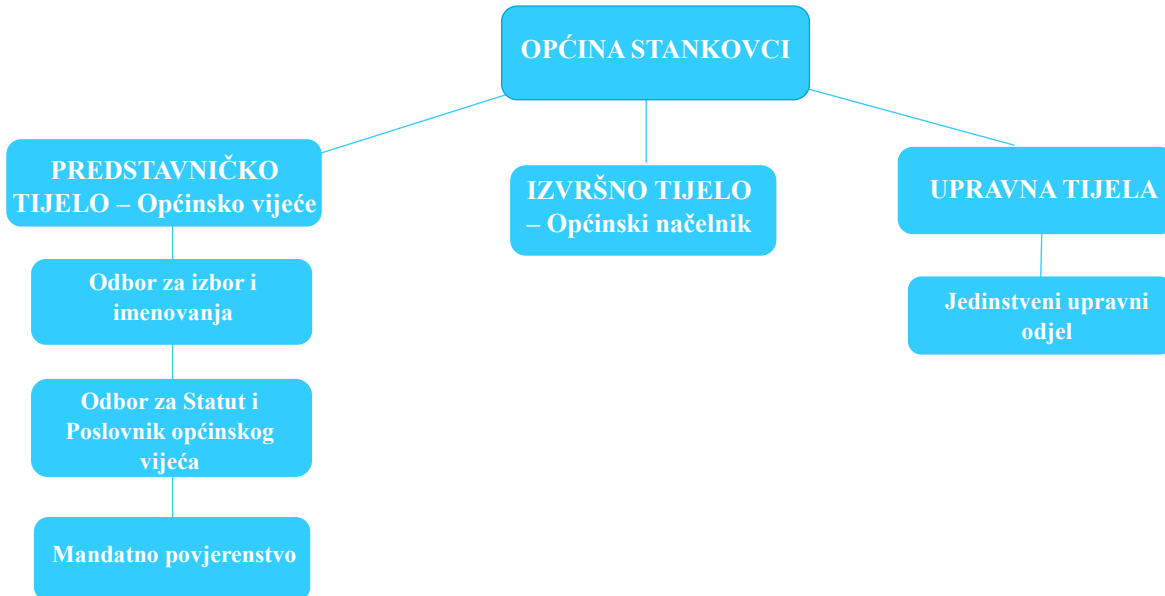 OPĆINA STANKOVCI
PREDSTAVNIČKO
TIJELO – Općinsko vijeće
IZVRŠNO TIJELO
– Općinski načelnik
UPRAVNA TIJELA
Odbor za izbor i
imenovanja
Jedinstveni upravni
odjel
Odbor za Statut i
Poslovnik općinskog
vijeća
Mandatno povjerenstvo